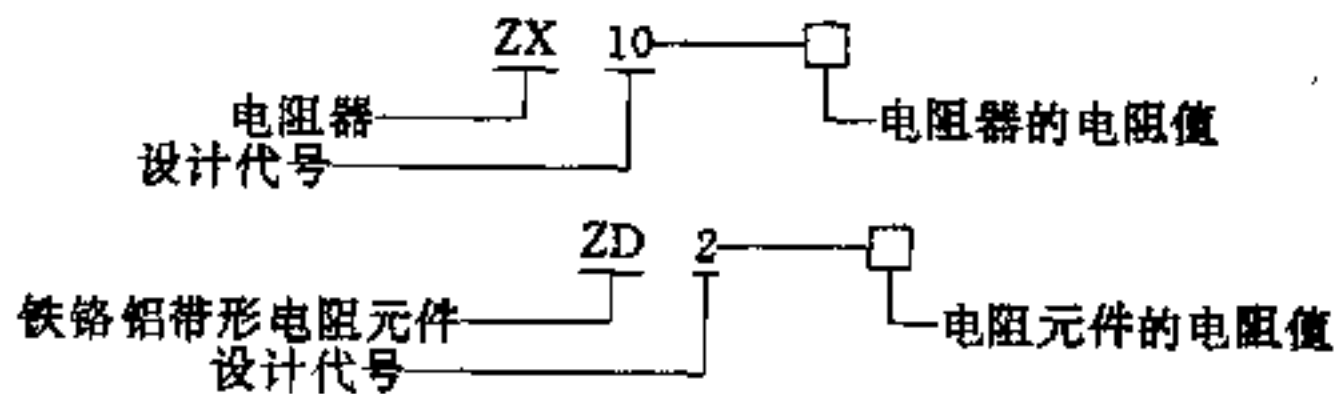 ZX 10—□
电阻器
电阻器的电阻值
设计代号
ZD 2—□
铁铬铝带形电阻元件
电阻元件的电阻值
设计代号